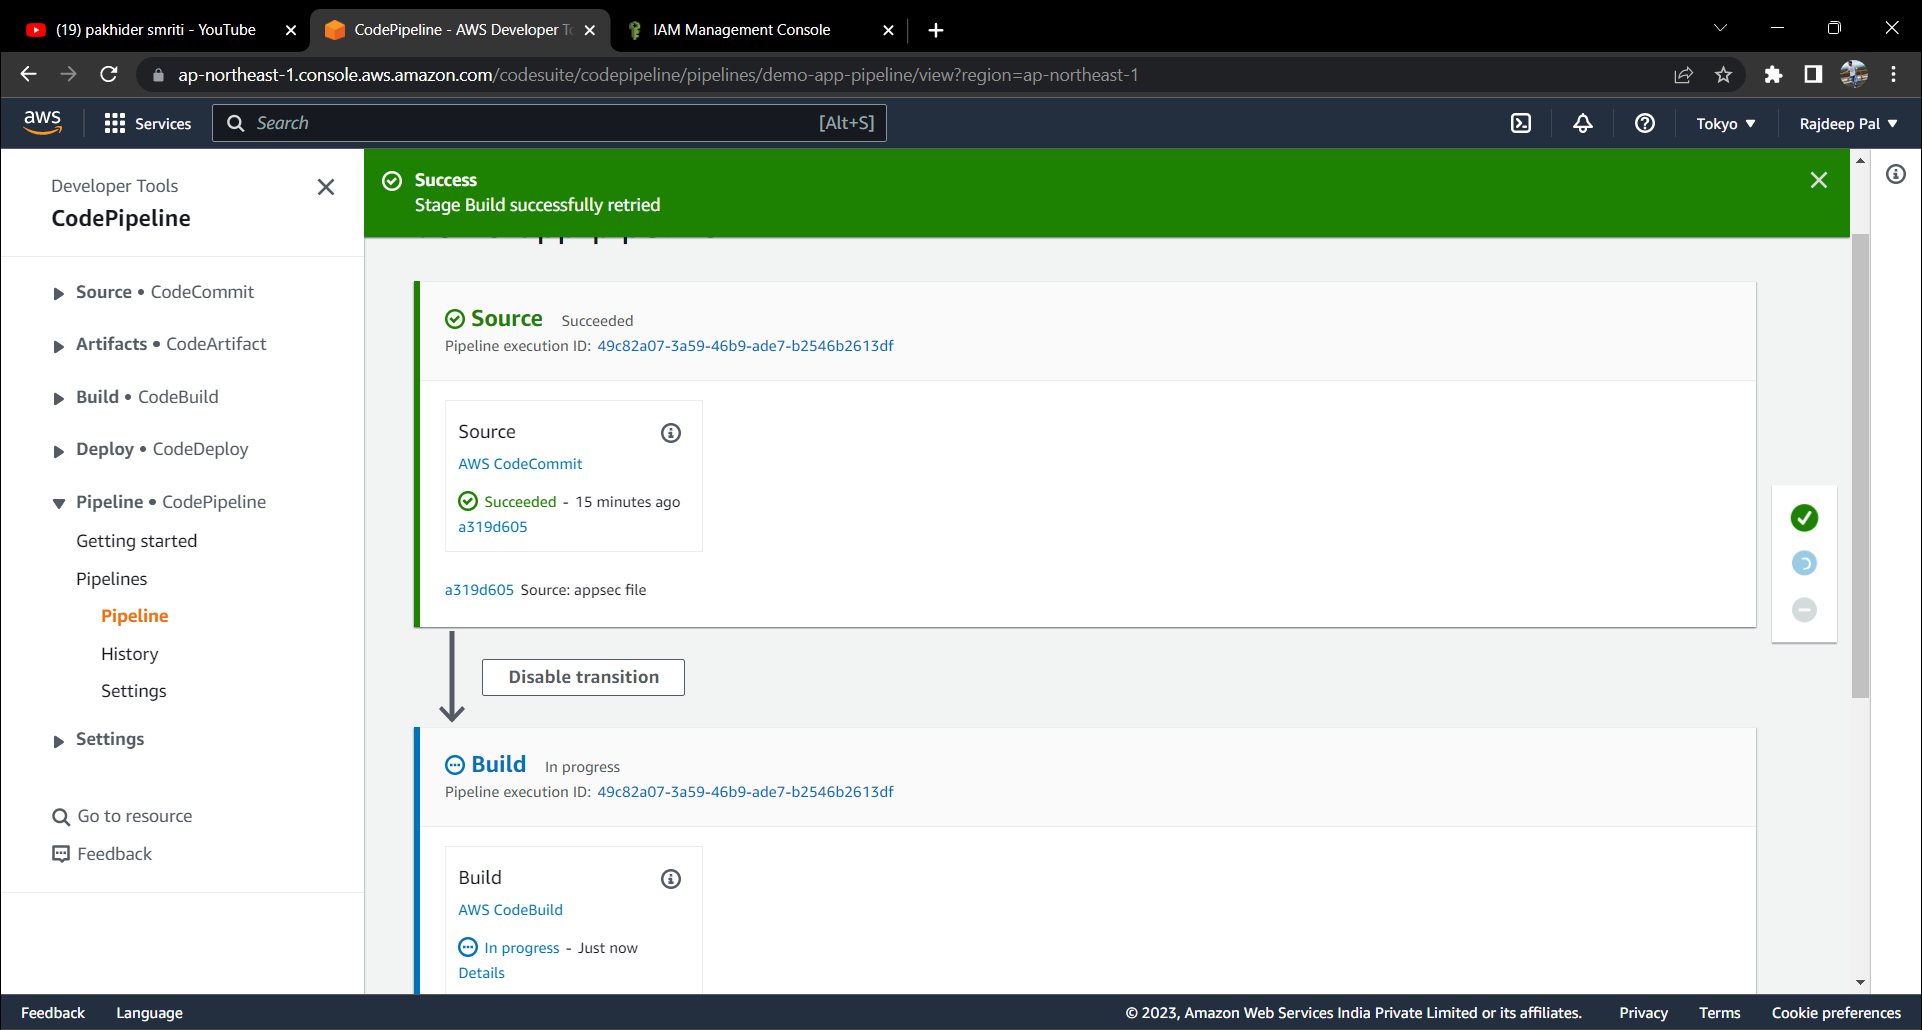 (19) pakhider smriti - YouTube
CodePipeline - AWS Developer To
IAM Management Console
ap-northeast-1.console.aws.amazon.com/codesuite/codepipeline/pipelines/demo-app-pipeline/view?region=ap-northeast-1
aws
Services
Search
[Alt+S]
Tokyo
Rajdeep Pal
Developer Tools
CodePipeline
Source • CodeCommit
Artifacts • CodeArtifact
Build • CodeBuild
Deploy • CodeDeploy
Pipeline • CodePipeline
Getting started
Pipelines
Pipeline
History
Settings
Settings
Go to resource
Feedback
Success
Stage Build successfully retried
Source Succeeded
Pipeline execution ID: 49c82a07-3a59-46b9-ade7-b2546b2613df
Source
AWS CodeCommit
Succeeded - 15 minutes ago
a319d605
a319d605 Source: appsec file
Disable transition
Build In progress
Pipeline execution ID: 49c82a07-3a59-46b9-ade7-b2546b2613df
Build
AWS CodeBuild
In progress - Just now
Details
Feedback
Language
© 2023, Amazon Web Services India Private Limited or its affiliates.
Privacy
Terms
Cookie preferences